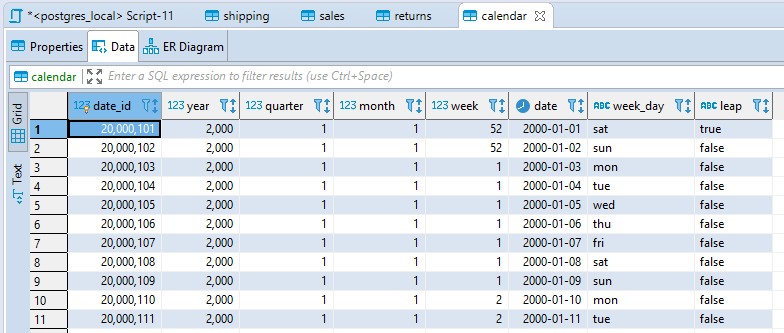 *<postgres_local> Script-11 shipping sales returns calendar
Properties Data ER Diagram
calendar Enter a SQL expression to filter results (use Ctrl+Space)
Grid
Text
123 date_id 123 year 123 quarter 123 month 123 week date ABC week_day ABC leap
1 20,000,101 2,000 1 1 52 2000-01-01 sat true
2 20,000,102 2,000 1 1 52 2000-01-02 sun false
3 20,000,103 2,000 1 1 1 2000-01-03 mon false
4 20,000,104 2,000 1 1 1 2000-01-04 tue false
5 20,000,105 2,000 1 1 1 2000-01-05 wed false
6 20,000,106 2,000 1 1 1 2000-01-06 thu false
7 20,000,107 2,000 1 1 1 2000-01-07 fri false
8 20,000,108 2,000 1 1 1 2000-01-08 sat false
9 20,000,109 2,000 1 1 1 2000-01-09 sun false
10 20,000,110 2,000 1 1 2 2000-01-10 mon false
11 20,000,111 2,000 1 1 2 2000-01-11 tue false